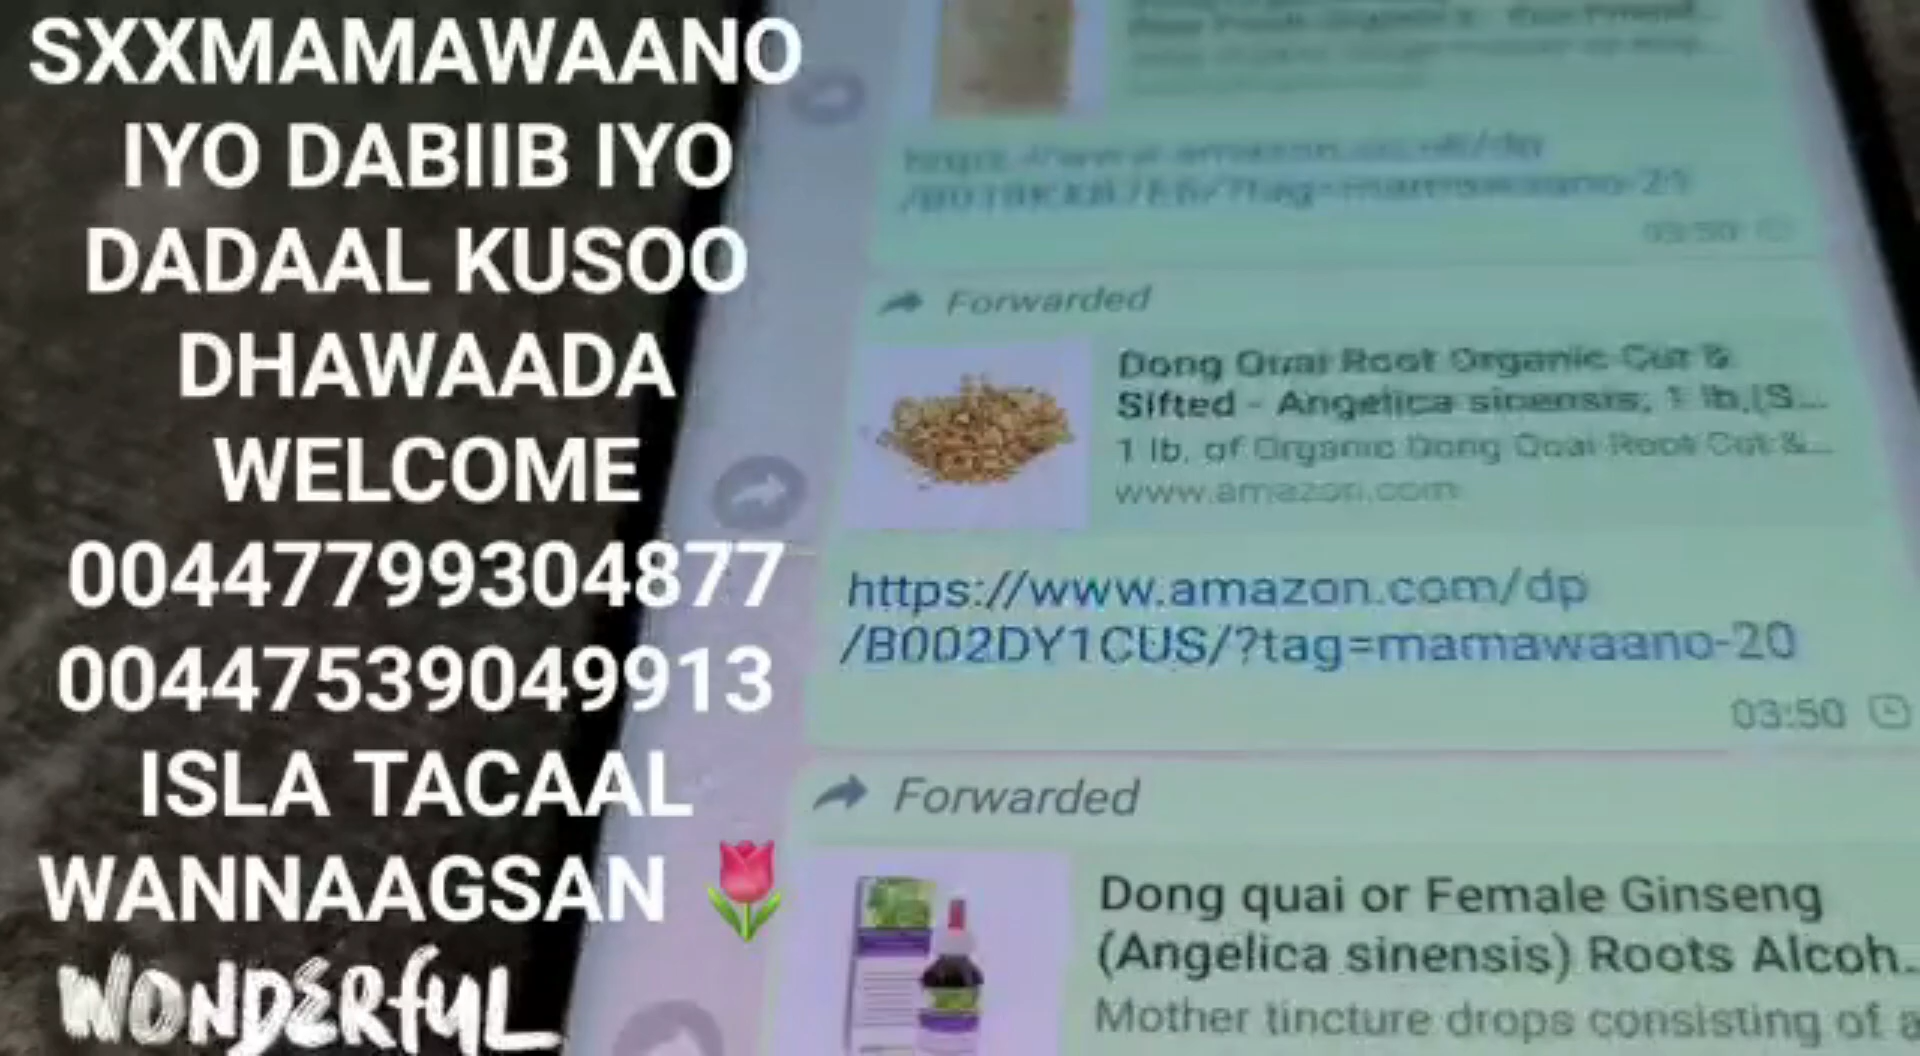 SXXMAMAWAANO
IYO DABIIB IYO
DADAAL KUSOO
DHAWAADA
WELCOME
00447799304877
00447539049913
ISLA TACAAL
WANNAAGSAN 🌷
WONDERFUL
Forwarded
Dong Quai Root Organic Cut &
Sifted - Angelica sinensis, 1 lb,(S...
1 lb. of Organic Dong Quai Root Cut &...
www.amazon.com
https://www.amazon.com/dp
/B002DY1CUS/?tag=mamawaano-20
03:50
Forwarded
Dong quai or Female Ginseng
(Angelica sinensis) Roots Alcoh...
Mother tincture drops consisting of a